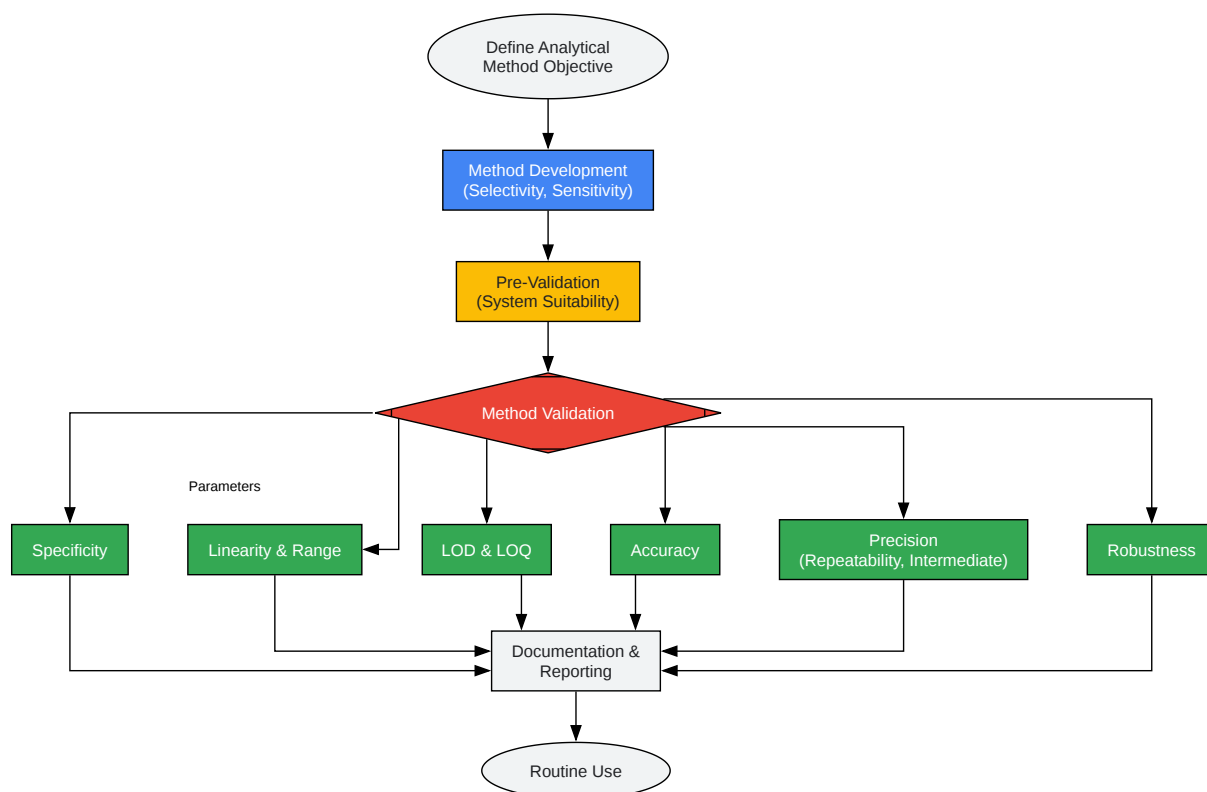 Define Analytical
Method Objective
Method Development
(Selectivity, Sensitivity)
Pre-Validation
(System Suitability)
Method Validation
Parameters
Specificity
Linearity & Range
LOD & LOQ
Accuracy
Precision
(Repeatability, Intermediate)
Robustness
Documentation &
Reporting
Routine Use